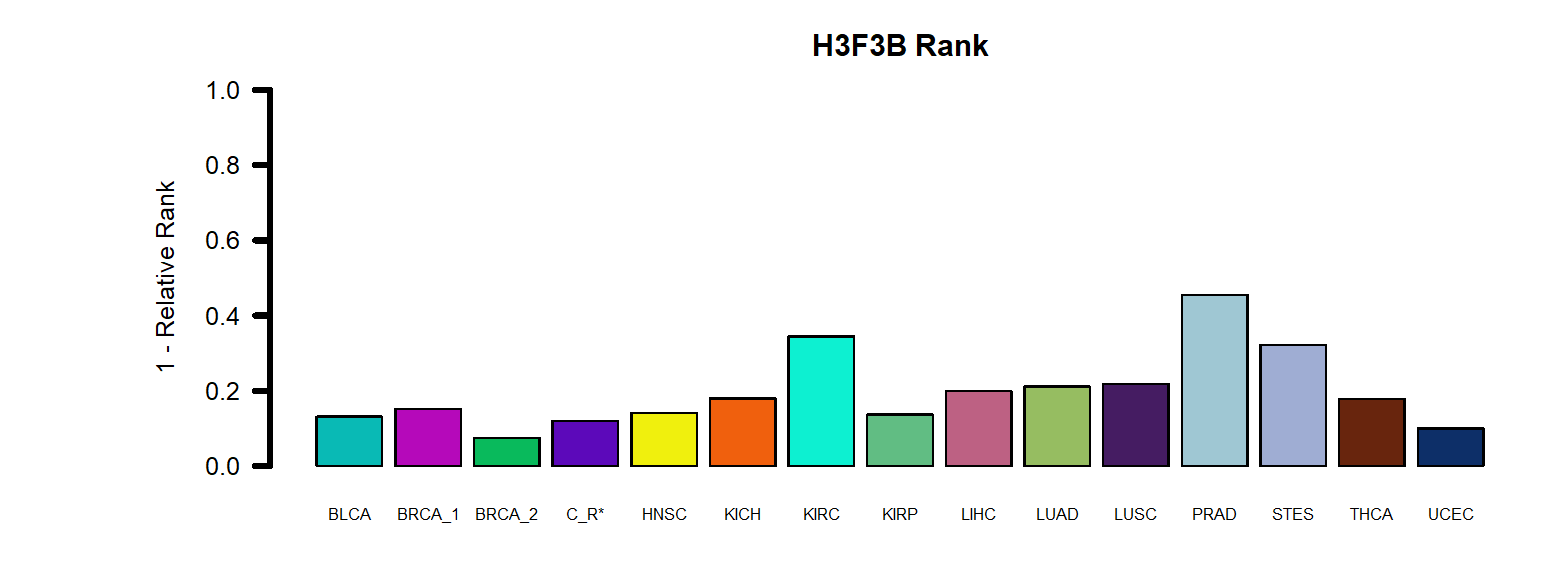 H3F3B Rank
1 - Relative Rank
1.0
0.8
0.6
0.4
0.2
0.0
BLCA BRCA_1 BRCA_2 C_R* HNSC KICH KIRC KIRP LIHC LUAD LUSC PRAD STES THCA UCEC